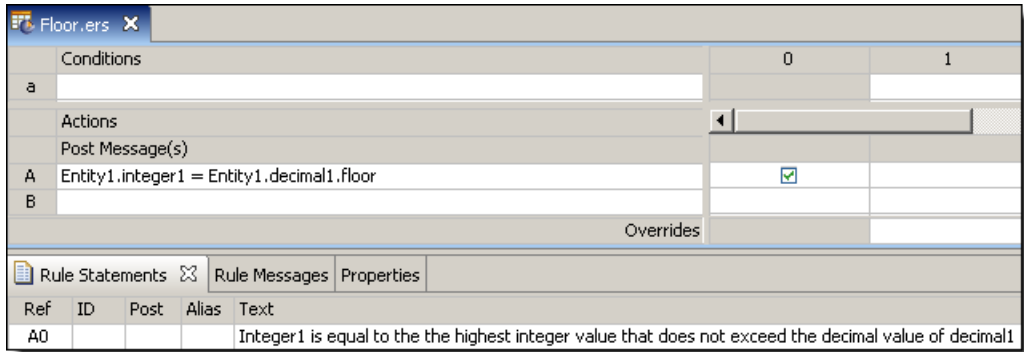 Floor.ers
Conditions 0 1
a
Actions
Post Message(s)
A Entity1.integer1 = Entity1.decimal1.floor
B
Overrides
Rule Statements Rule Messages Properties
Ref ID Post Alias Text
A0 Integer1 is equal to the the highest integer value that does not exceed the decimal value of decimal1